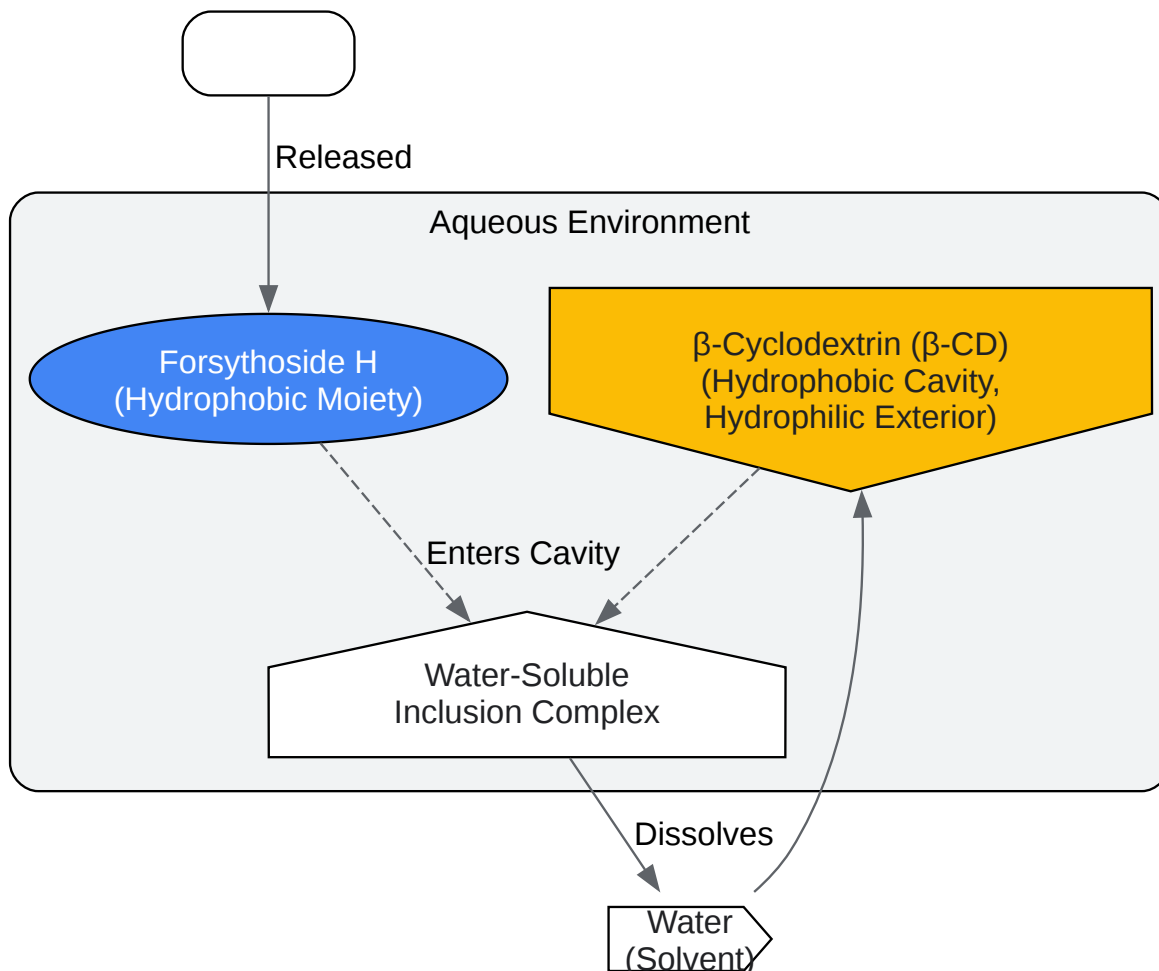 Released
Aqueous Environment
Forsythoside H
(Hydrophobic Moiety)
β-Cyclodextrin (β-CD)
(Hydrophobic Cavity,
Hydrophilic Exterior)
Enters Cavity
Water-Soluble
Inclusion Complex
Dissolves
Water
(Solvent)